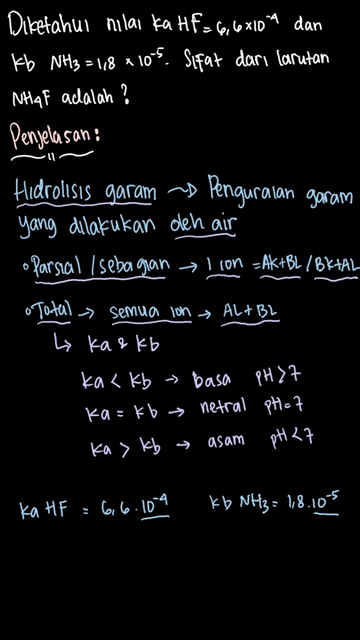 Diketahui nilai ka HF = 6,6 × 10⁻⁴ dan
kb NH3 = 1,8 × 10⁻⁵. Sifat dari larutan
NH4F adalah ?
Penjelasan :
Hidrolisis garam → Penguraian garam
yang dilakukan oleh air
• Parsial / sebagian → 1 ion = AK+BL / BK+AL
• Total → semua ion → AL + BL
↳ ka & kb
ka < kb → basa pH > 7
ka = kb → netral pH = 7
ka > kb → asam pH < 7
ka HF = 6,6 . 10⁻⁴ kb NH3 = 1,8 . 10⁻⁵